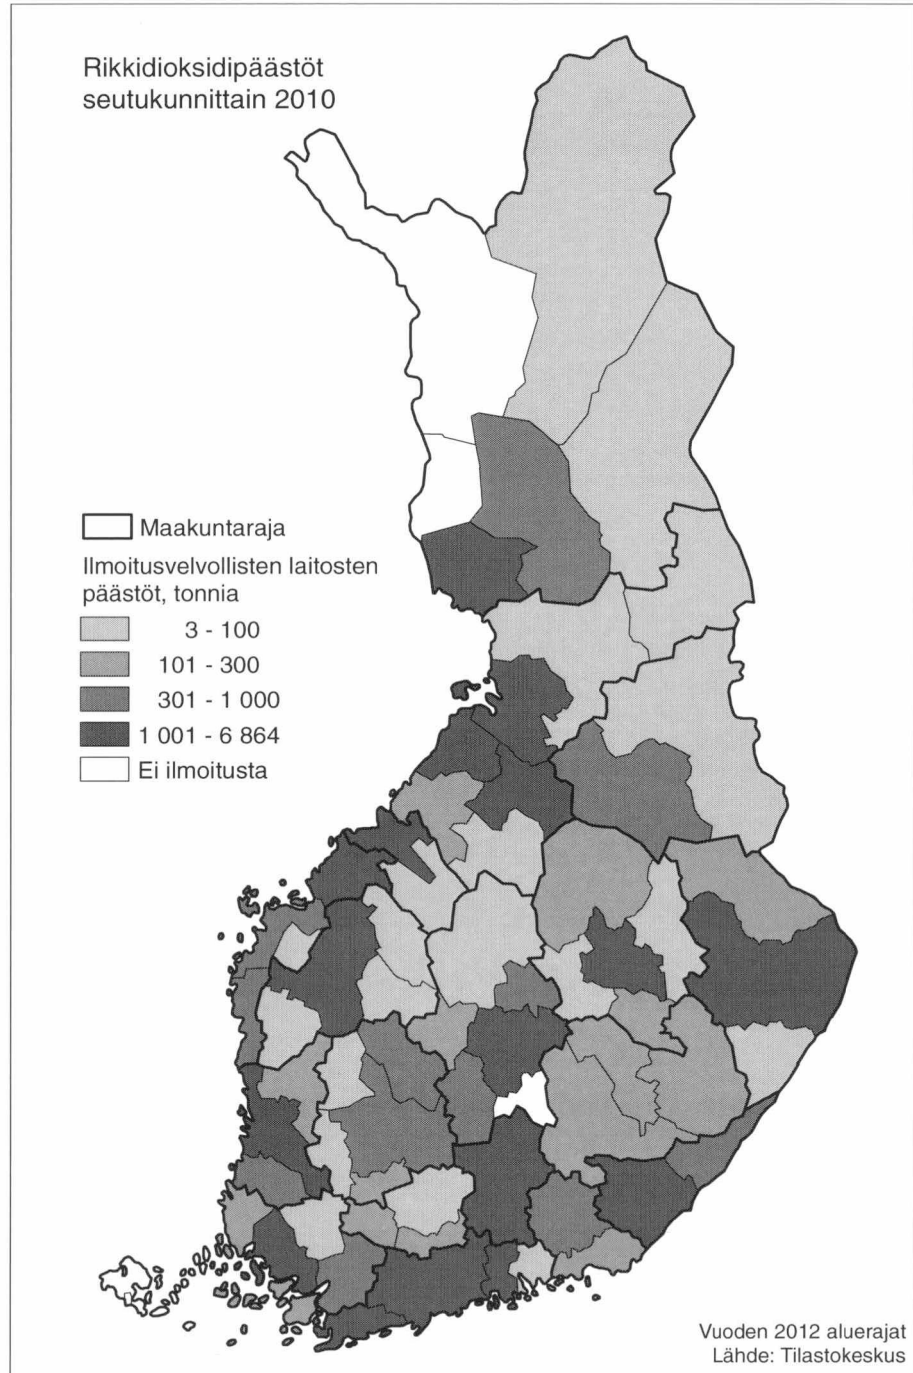 Rikkidioksidipäästöt
seutukunnittain 2010
Maakuntaraja
Ilmoitusvelvollisten laitosten
päästöt, tonnia
3 - 100
101 - 300
301 - 1 000
1 001 - 6 864
Ei ilmoitusta
Vuoden 2012 aluerajat
Lähde: Tilastokeskus